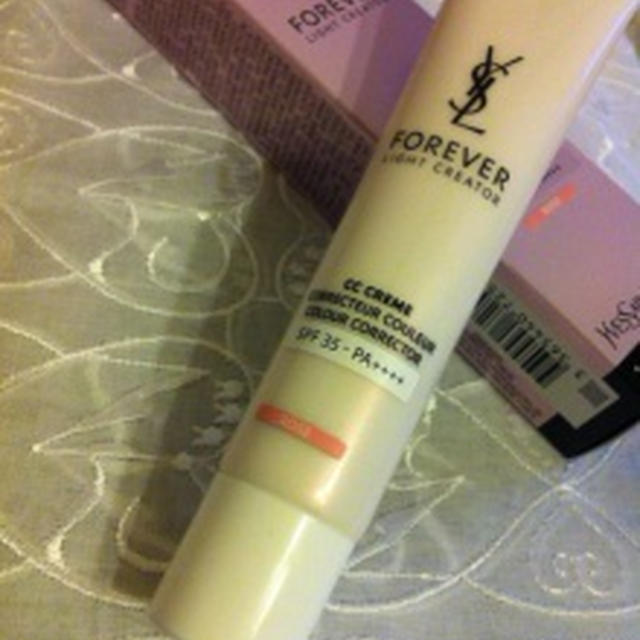 FOREVER
LIGHT CREATOR
YSL
FOREVER
LIGHT CREATOR
CC CREME
CORRECTEUR COULEUR
COLOUR CORRECTOR
SPF 35 - PA++++